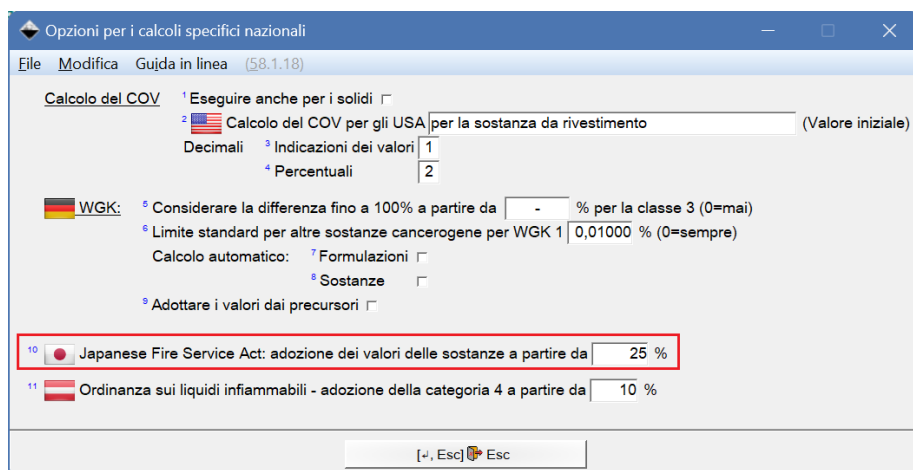 Opzioni per i calcoli specifici nazionali
File Modifica Guida in linea (58.1.18)
Calcolo del COV 1 Eseguire anche per i solidi
2 Calcolo del COV per gli USA per la sostanza da rivestimento (Valore iniziale)
Decimali 3 Indicazioni dei valori 1
4 Percentuali 2
WGK: 5 Considerare la differenza fino a 100% a partire da - % per la classe 3 (0=mai)
6 Limite standard per altre sostanze cancerogene per WGK 1 0,01000 % (0=sempre)
Calcolo automatico: 7 Formulazioni
8 Sostanze
9 Adottare i valori dai precursori
10 Japanese Fire Service Act: adozione dei valori delle sostanze a partire da 25 %
11 Ordinanza sui liquidi infiammabili - adozione della categoria 4 a partire da 10 %
[↲, Esc] Esc